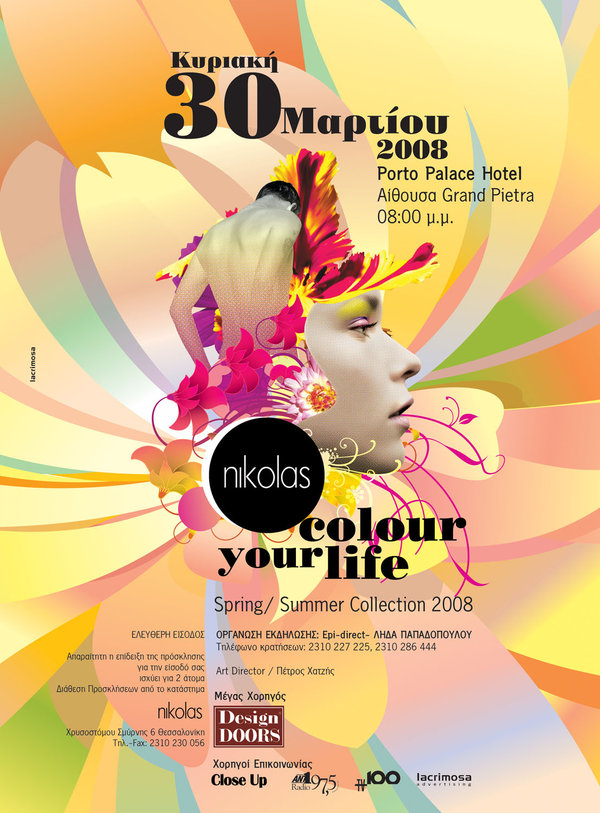 Κυριακή
30 Μαρτίου
2008
Porto Palace Hotel
Αίθουσα Grand Pietra
08:00 μ.μ.
lacrimosa
nikolas
colour
your life
Spring/ Summer Collection 2008
ΕΛΕΥΘΕΡΗ ΕΙΣΟΔΟΣ
Απαραίτητη η επίδειξη της πρόσκλησης
για την είσοδό σας
ισχύει για 2 άτομα
Διάθεση Προσκλήσεων από το κατάστημα
nikolas
Χρυσοστόμου Σμύρνης 6 Θεσσαλονίκη
Τηλ.-Fax: 2310 230 056
ΟΡΓΑΝΩΣΗ ΕΚΔΗΛΩΣΗΣ: Epi-direct- ΛΗΔΑ ΠΑΠΑΔΟΠΟΥΛΟΥ
Τηλέφωνο κρατήσεων: 2310 227 225, 2310 286 444
Art Director / Πέτρος Χατζής
Μέγας Χορηγός
Design
DOORS
Χορηγοί Επικοινωνίας
Close Up
ΑΝΤ1
Radio 97,5
TV100
lacrimosa
advertising